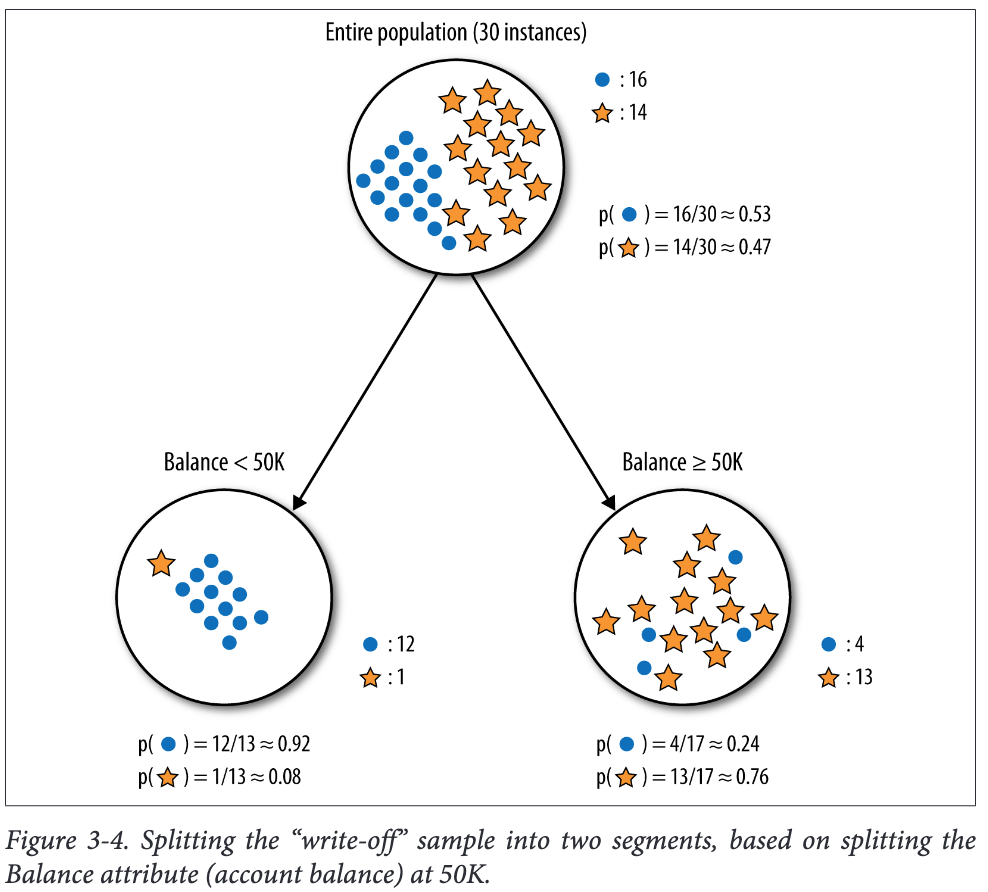 Entire population (30 instances)
: 16
: 14
p( ) = 16/30 ≈ 0.53
p( ) = 14/30 ≈ 0.47
Balance < 50K
Balance ≥ 50K
: 12
: 1
: 4
: 13
p( ) = 12/13 ≈ 0.92
p( ) = 1/13 ≈ 0.08
p( ) = 4/17 ≈ 0.24
p( ) = 13/17 ≈ 0.76
Figure 3-4. Splitting the “write-off” sample into two segments, based on splitting the
Balance attribute (account balance) at 50K.